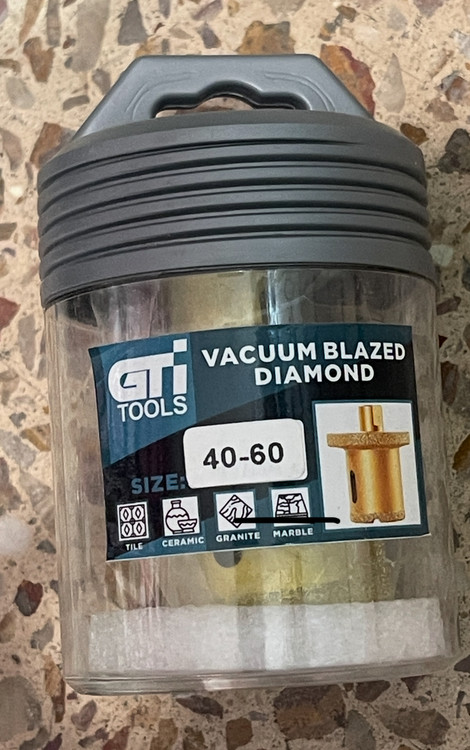 GTi
TOOLS
VACUUM BLAZED
DIAMOND
40-60
SIZE:
TILE
CERAMIC
GRANITE
MARBLE